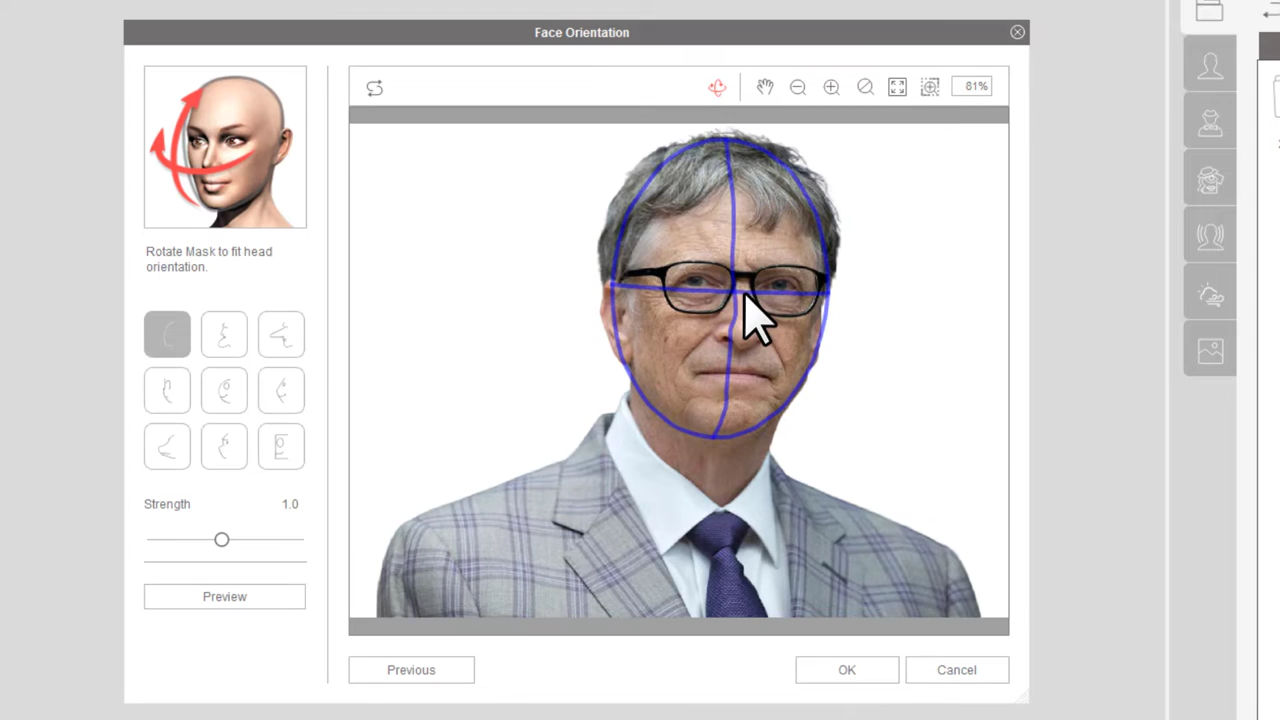 Face Orientation
81%
Rotate Mask to fit head
orientation.
Strength 1.0
Preview
Previous
OK
Cancel